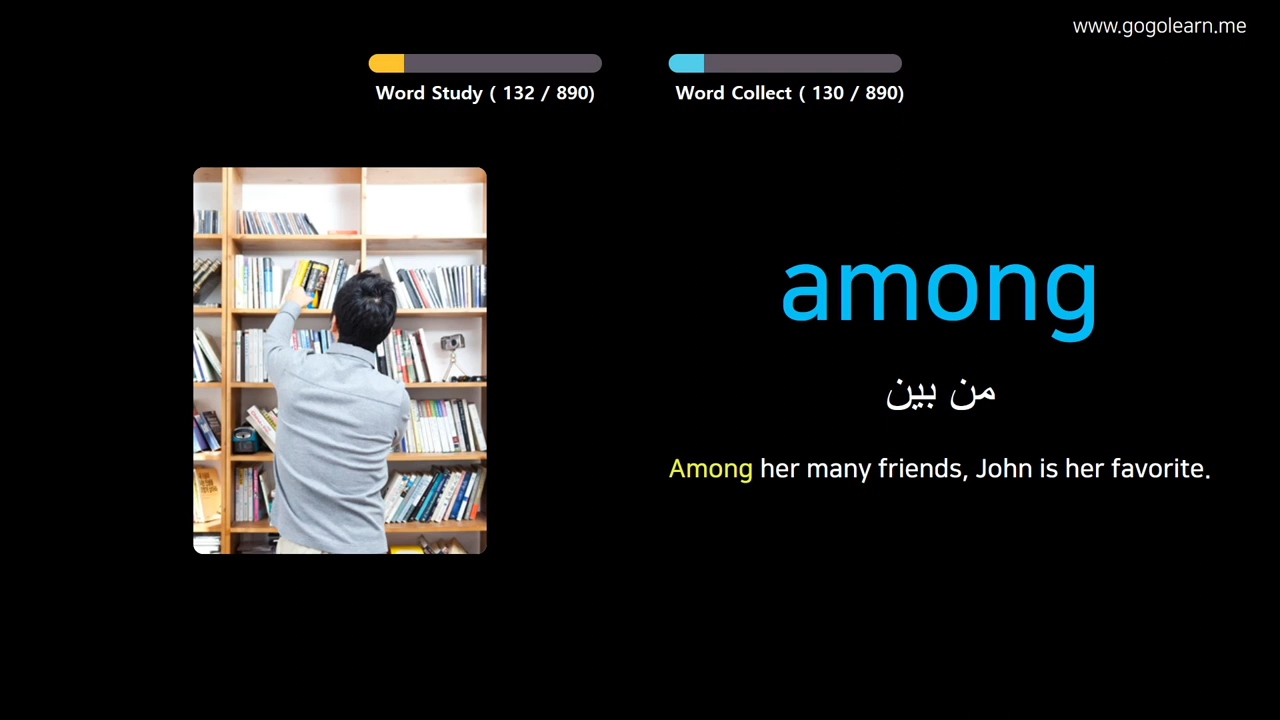 www.gogolearn.me
Word Study ( 132 / 890)
Word Collect ( 130 / 890)
among
من بين
Among her many friends, John is her favorite.